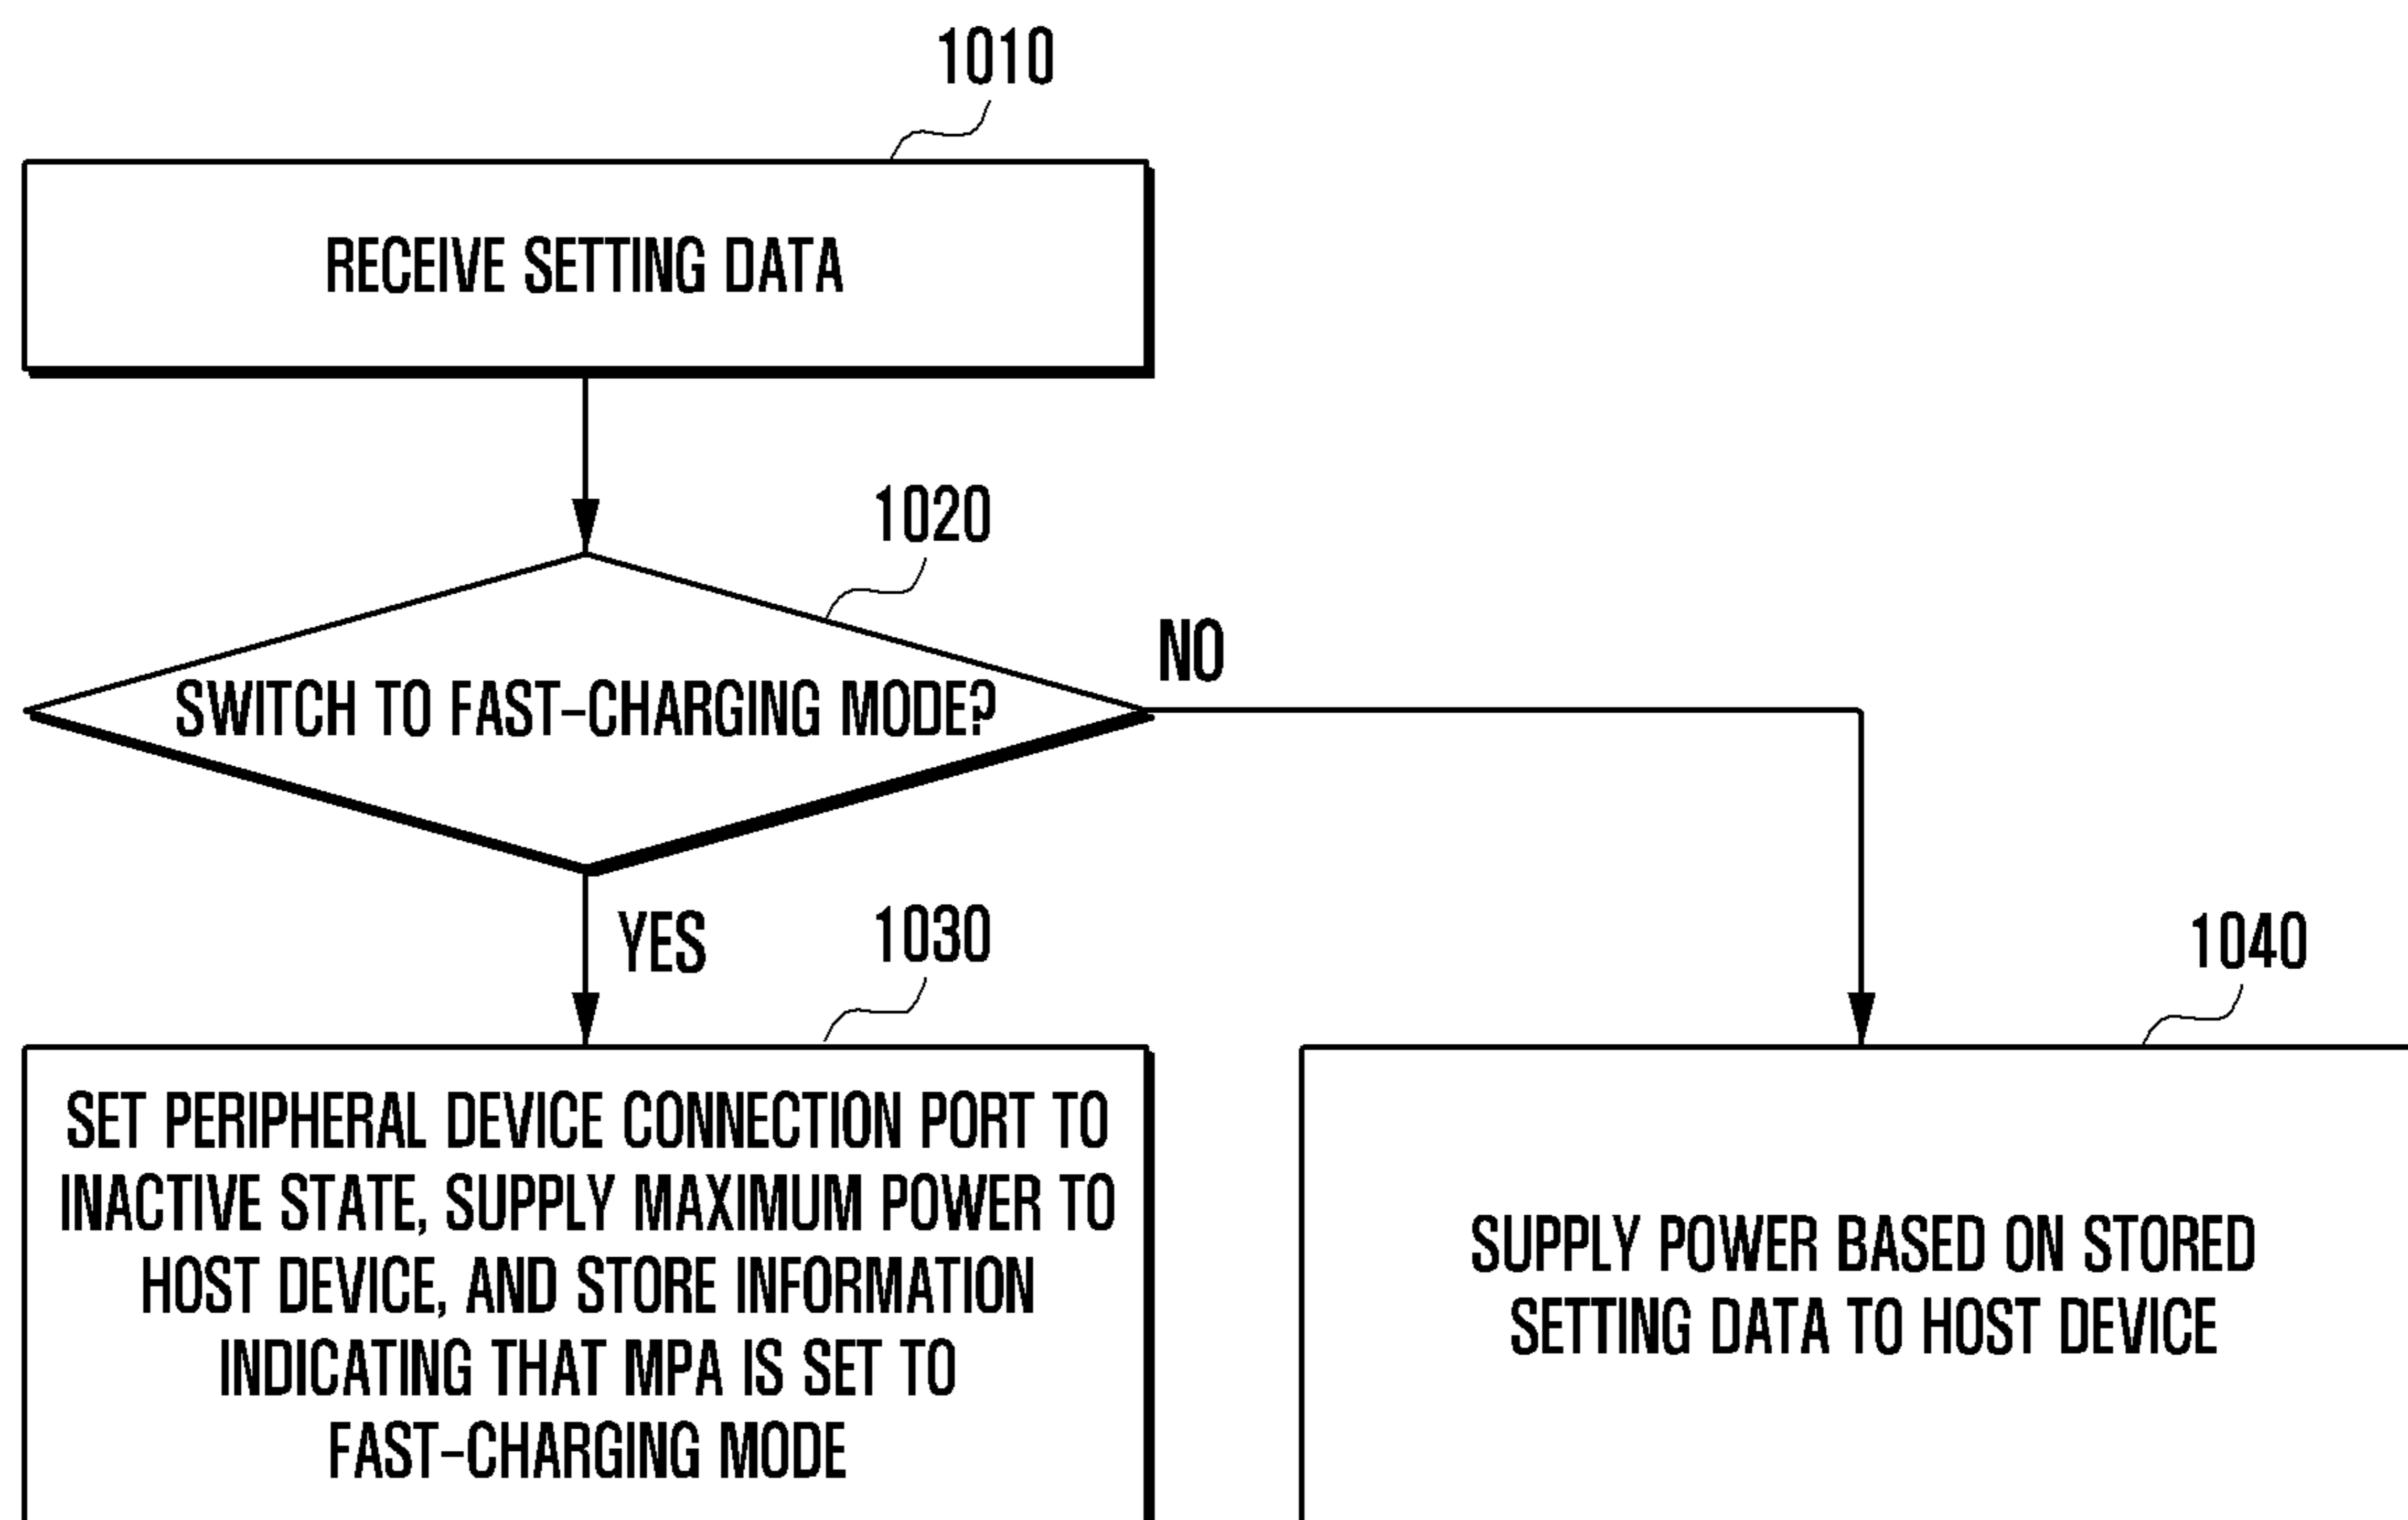 1010
RECEIVE SETTING DATA
1020
SWITCH TO FAST-CHARGING MODE?
NO
YES
1030
1040
SET PERIPHERAL DEVICE CONNECTION PORT TO
INACTIVE STATE, SUPPLY MAXIMUM POWER TO
HOST DEVICE, AND STORE INFORMATION
INDICATING THAT MPA IS SET TO
FAST-CHARGING MODE
SUPPLY POWER BASED ON STORED
SETTING DATA TO HOST DEVICE